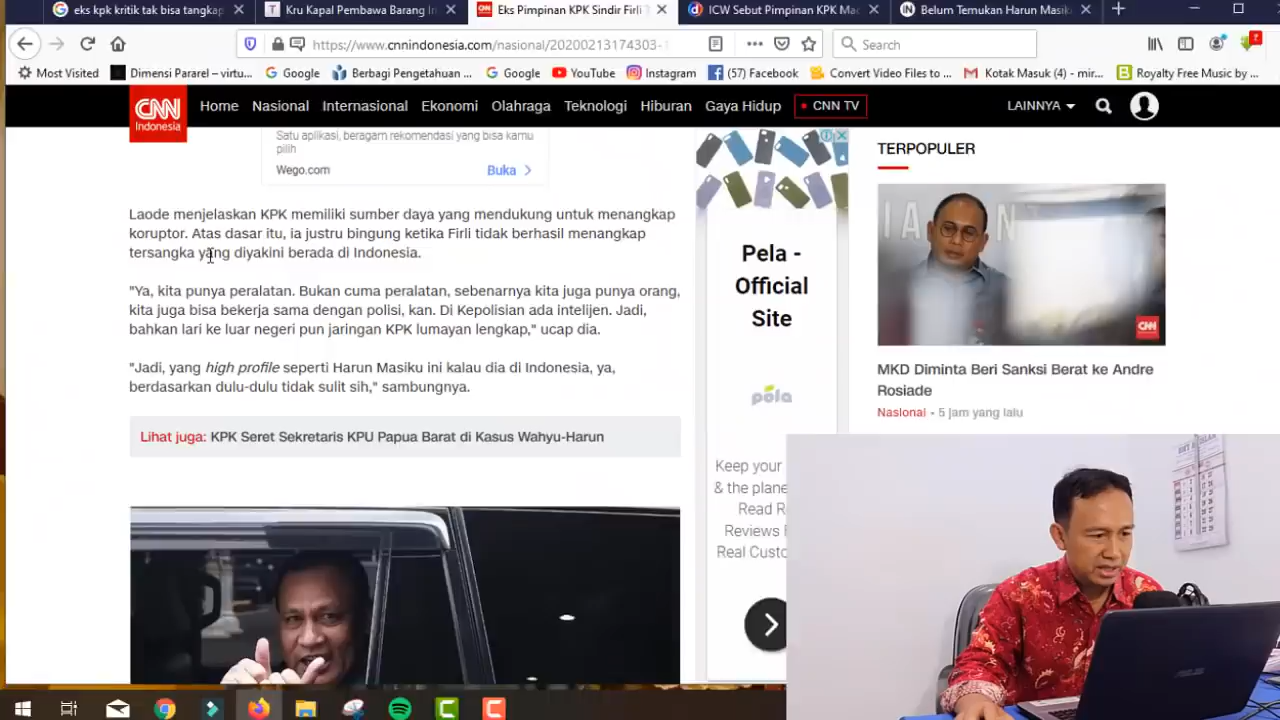 eks kpk kritik tak bisa tangkap
Kru Kapal Pembawa Barang
Eks Pimpinan KPK Sindir Firli
ICW Sebut Pimpinan KPK
Belum Temukan Harun
https://www.cnnindonesia.com/nasional/20200213174303-
Search
Most Visited
Dimensi Pararel – virtu...
Google
Berbagi Pengetahuan ...
Google
YouTube
Instagram
(57) Facebook
Convert Video Files to ...
Kotak Masuk (4) - mir...
Royalty Free Music by ...
CNN
Indonesia
Home
Nasional
Internasional
Ekonomi
Olahraga
Teknologi
Hiburan
Gaya Hidup
CNN TV
LAINNYA
Satu aplikasi, beragam rekomendasi yang bisa kamu
pilih
Wego.com
Buka
Laode menjelaskan KPK memiliki sumber daya yang mendukung untuk menangkap
koruptor. Atas dasar itu, ia justru bingung ketika Firli tidak berhasil menangkap
tersangka yang diyakini berada di Indonesia.
"Ya, kita punya peralatan. Bukan cuma peralatan, sebenarnya kita juga punya orang,
kita juga bisa bekerja sama dengan polisi, kan. Di Kepolisian ada intelijen. Jadi,
bahkan lari ke luar negeri pun jaringan KPK lumayan lengkap," ucap dia.
"Jadi, yang high profile seperti Harun Masiku ini kalau dia di Indonesia, ya,
berdasarkan dulu-dulu tidak sulit sih," sambungnya.
Lihat juga: KPK Seret Sekretaris KPU Papua Barat di Kasus Wahyu-Harun
Pela -
Official
Site
pela
Keep your
& the plane
Read
Reviews
Real
TERPOPULER
CNN
MKD Diminta Beri Sanksi Berat ke Andre
Rosiade
Nasional - 5 jam yang lalu
ASUS